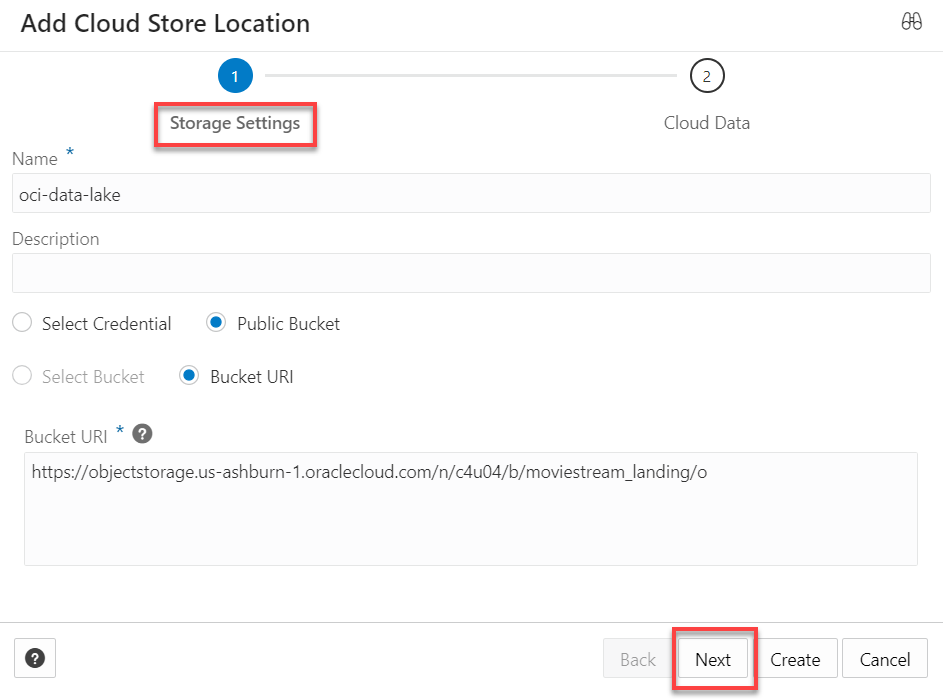 Add Cloud Store Location
1 2
Storage Settings Cloud Data
Name *
oci-data-lake
Description
Select Credential Public Bucket
Select Bucket Bucket URI
Bucket URI * ?
https://objectstorage.us-ashburn-1.oraclecloud.com/n/c4u04/b/moviestream_landing/o
? Back Next Create Cancel